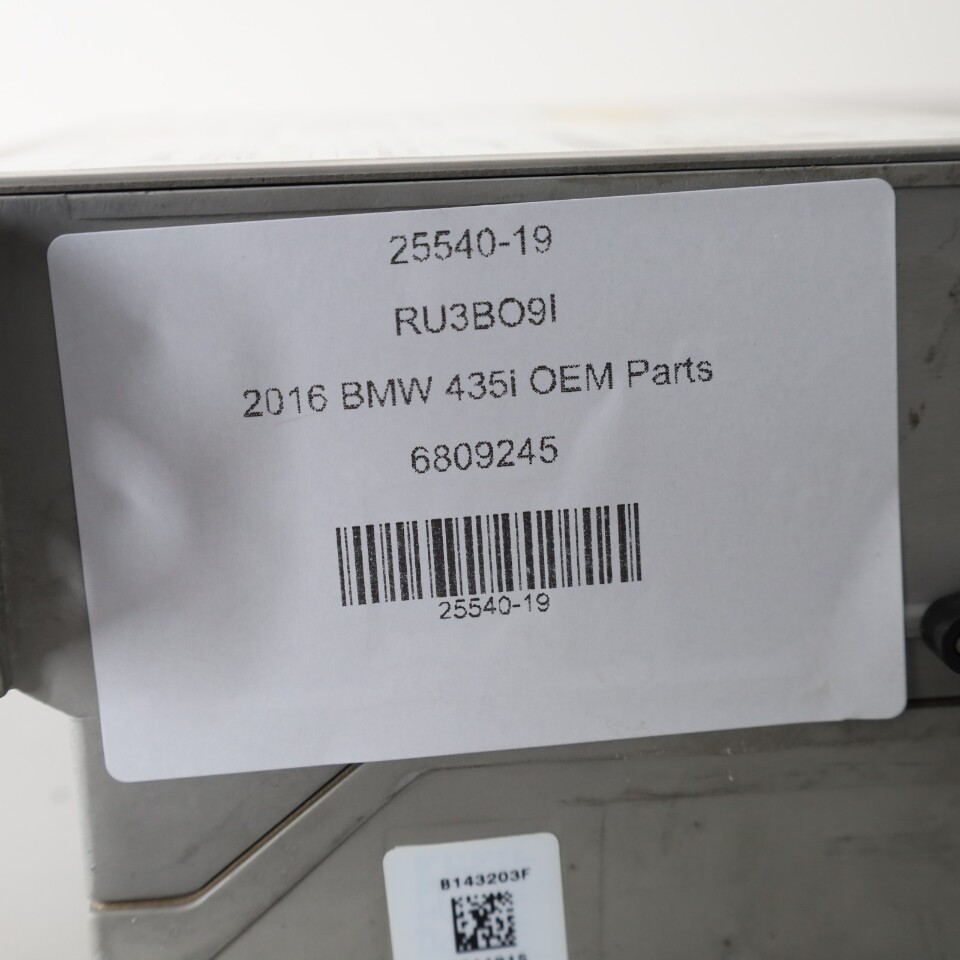 25540-19
RU3BO9I
2016 BMW 435i OEM Parts
6809245
25540-19
B143203F